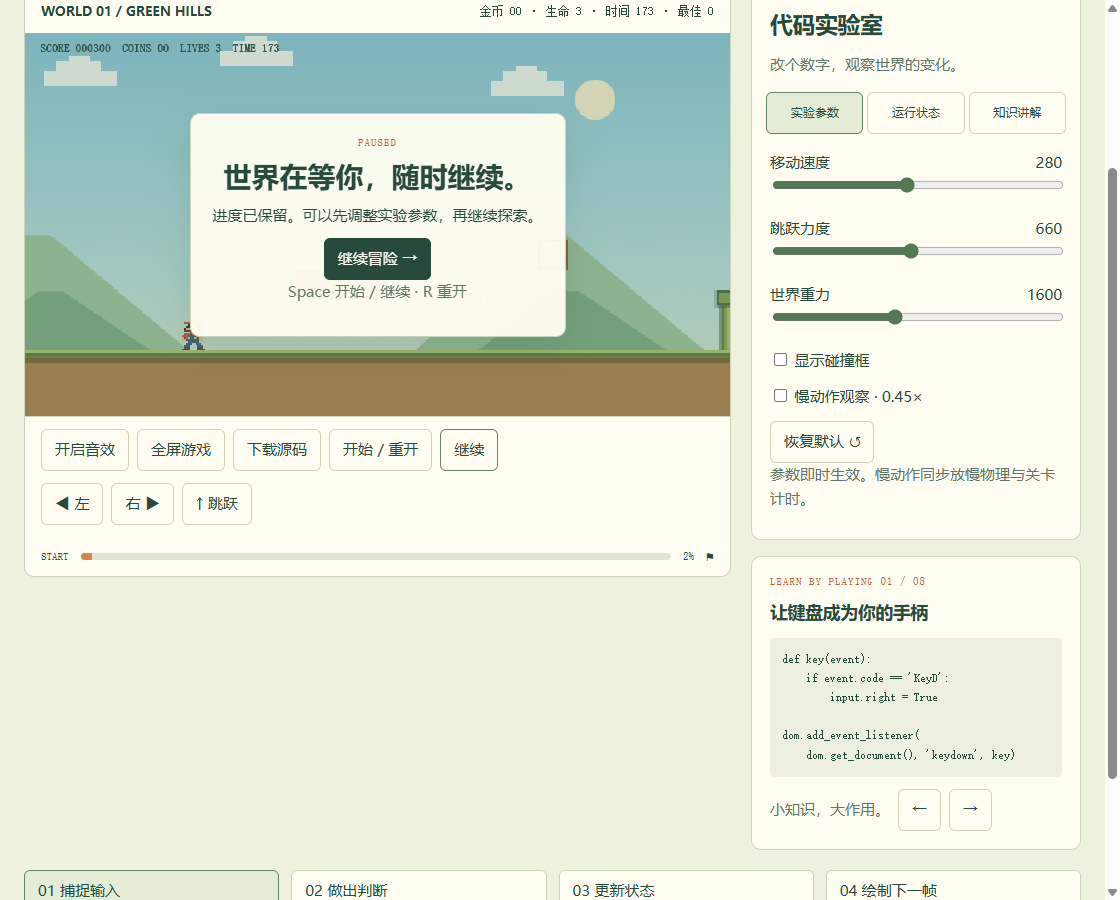 WORLD 01 / GREEN HILLS
金币 00 · 生命 3 · 时间 173 · 最佳 0
SCORE 000300 COINS 00 LIVES 3 TIME 173
PAUSED
世界在等你，随时继续。
进度已保留。可以先调整实验参数，再继续探索。
继续冒险 →
Space 开始 / 继续 · R 重开
开启音效
全屏游戏
下载源码
开始 / 重开
继续
◀ 左
右 ▶
↑ 跳跃
START
2%
代码实验室
改个数字，观察世界的变化。
实验参数
运行状态
知识讲解
移动速度 280
跳跃力度 660
世界重力 1600
显示碰撞框
慢动作观察 · 0.45×
恢复默认 ↺
参数即时生效。慢动作同步放慢物理与关卡
计时。
LEARN BY PLAYING 01 / 08
让键盘成为你的手柄
def key(event):
    if event.code == 'KeyD':
        input.right = True
dom.add_event_listener(
    dom.get_document(), 'keydown', key)
小知识，大作用。
←
→
01 捕捉输入
02 做出判断
03 更新状态
04 绘制下一帧